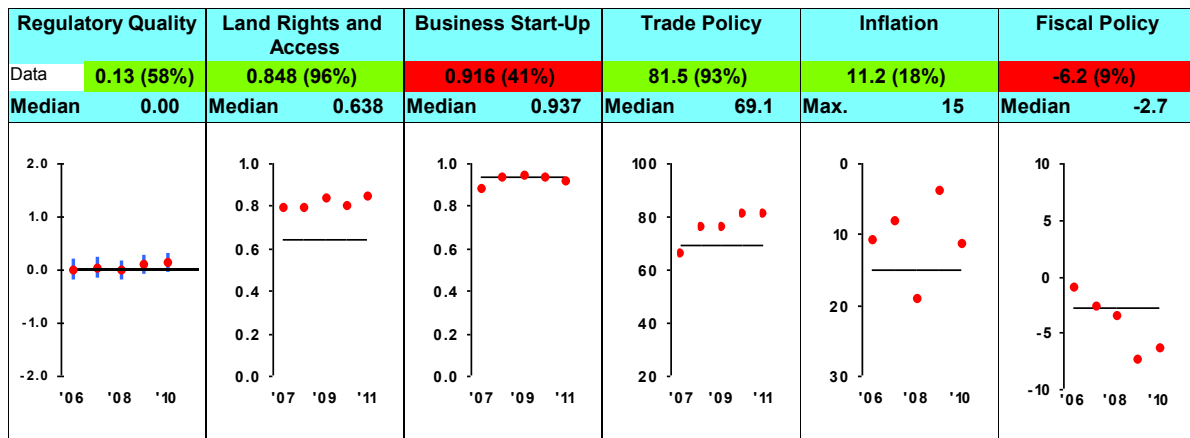 Regulatory Quality
Land Rights and
Access
Business Start-Up
Trade Policy
Inflation
Fiscal Policy
Data 0.13 (58%)
0.848 (96%)
0.916 (41%)
81.5 (93%)
11.2 (18%)
-6.2 (9%)
Median 0.00
Median 0.638
Median 0.937
Median 69.1
Max. 15
Median -2.7
2.0
1.0
0.0
-1.0
-2.0
'06 '08 '10
1.0
0.8
0.6
0.4
0.2
0.0
'07 '09 '11
1.0
0.8
0.6
0.4
0.2
0.0
'07 '09 '11
100
80
60
40
20
'07 '09 '11
0
10
20
30
'06 '08 '10
10
5
0
-5
-10
'06 '08 '10